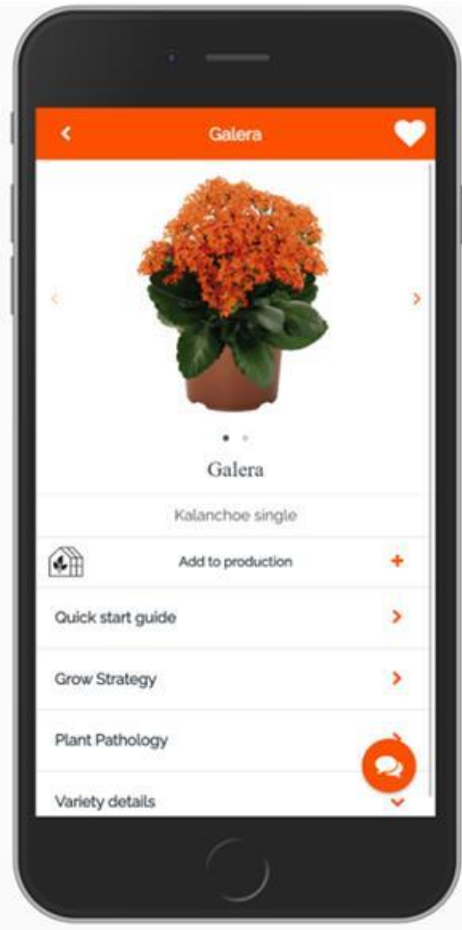 Galera
Galera
Kalanchoe single
Add to production
Quick start guide
Grow Strategy
Plant Pathology
Variety details